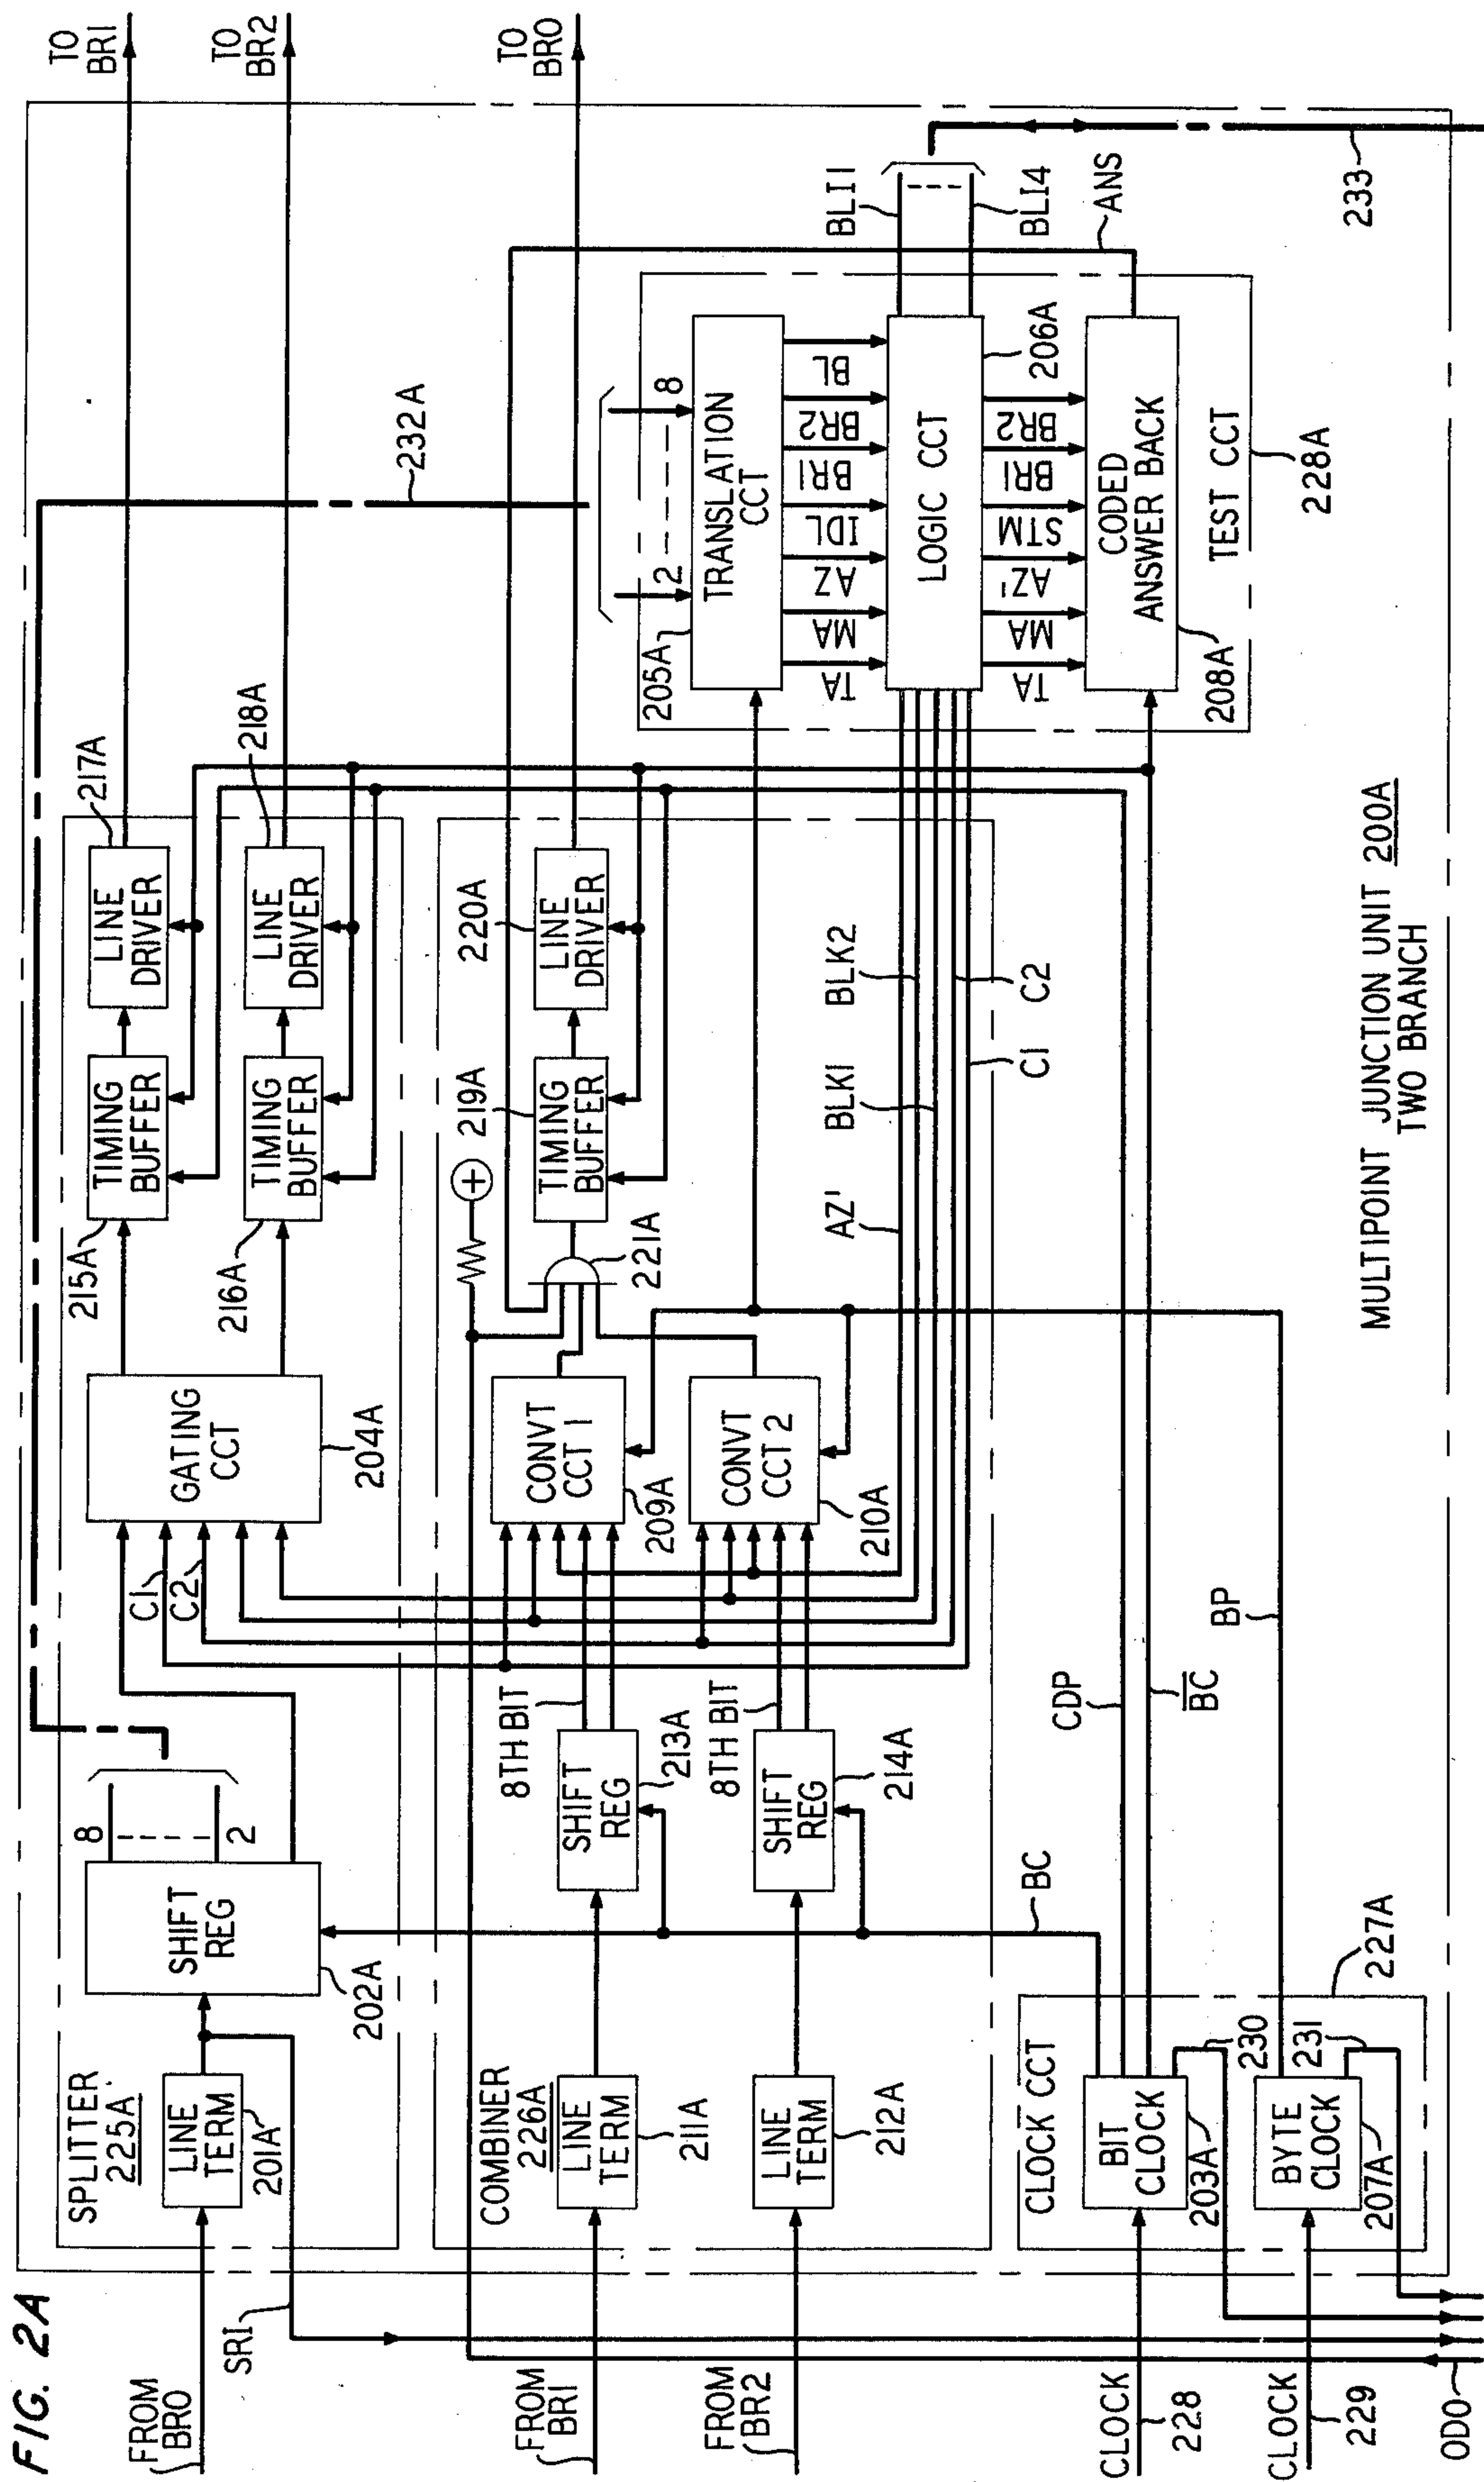 FIG. 2A
FROM
BR0
SRI
SPLITTER
225A
LINE
TERM
201A
SHIFT
REG
202A
8
2
C1
C2
GATING
CCT
204A
215A
TIMING
BUFFER
216A
TIMING
BUFFER
217A
LINE
DRIVER
218A
LINE
DRIVER
TO
BR1
TO
BR2
TO
BR0
232A
FROM
BR1
COMBINER
226A
LINE
TERM
211A
8TH BIT
SHIFT
REG
213A
CONVT
CCT 1
209A
FROM
BR2
LINE
TERM
212A
8TH BIT
SHIFT
REG
214A
CONVT
CCT 2
210A
+
221A
219A
TIMING
BUFFER
220A
LINE
DRIVER
AZ'
BLK1
BLK2
C1
C2
205A
2
8
TRANSLATION
CCT
TA
MA
AZ
IDL
BR1
BR2
BL
LOGIC CCT
206A
TA
MA
AZ'
STM
BR1
BR2
CODED
ANSWER BACK
208A
TEST CCT
228A
BLI1
BLI4
ANS
233
CLOCK
228
CLOCK CCT
BIT
CLOCK
203A
230
BC
CDP
BC̅
CLOCK
229
BYTE
CLOCK
207A
231
227A
BP
ODO
MULTIPOINT JUNCTION UNIT 200A
TWO BRANCH